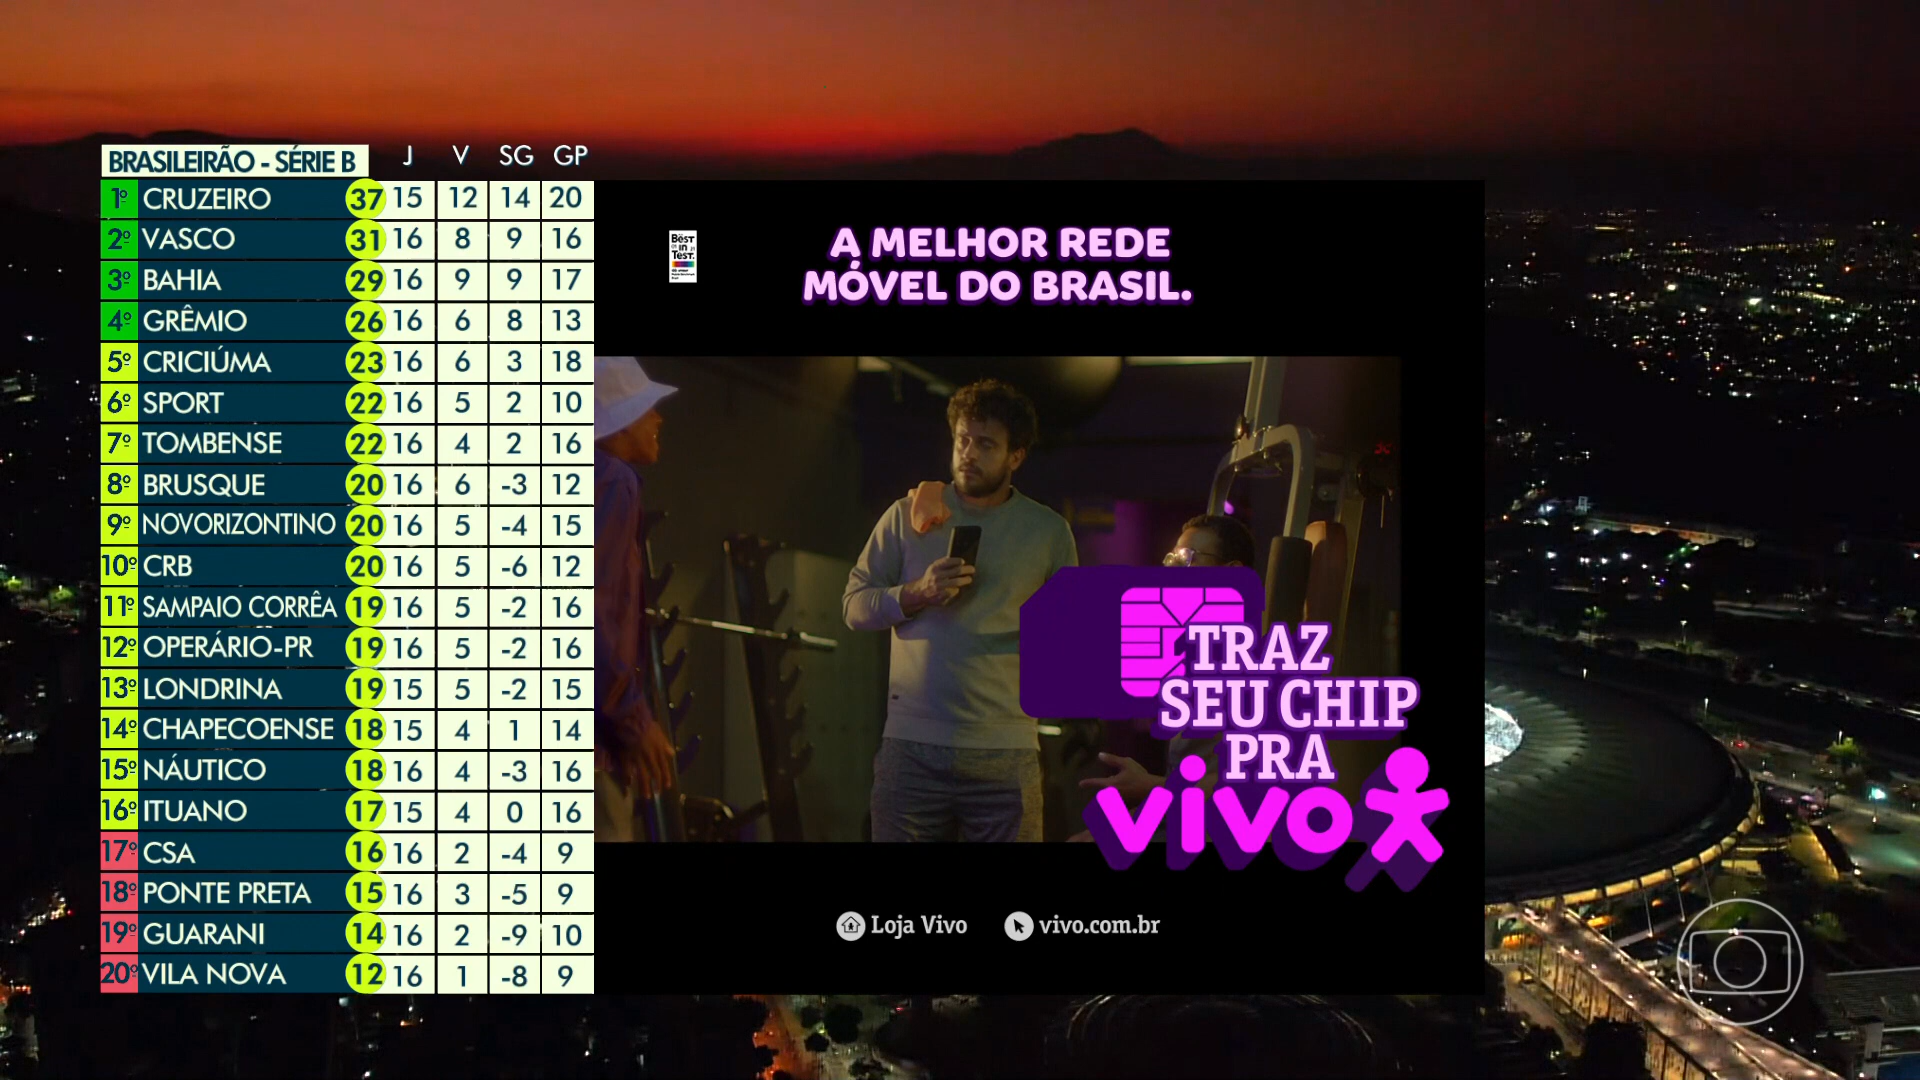 BRASILEIRÃO - SÉRIE B J V SG GP
1º CRUZEIRO 37 15 12 14 20
2º VASCO 31 16 8 9 16
3º BAHIA 29 16 9 9 17
4º GRÊMIO 26 16 6 8 13
5º CRICIÚMA 23 16 6 3 18
6º SPORT 22 16 5 2 10
7º TOMBENSE 22 16 4 2 16
8º BRUSQUE 20 16 6 -3 12
9º NOVORIZONTINO 20 16 5 -4 15
10º CRB 20 16 5 -6 12
11º SAMPAIO CORRÊA 19 16 5 -2 16
12º OPERÁRIO-PR 19 16 5 -2 16
13º LONDRINA 19 15 5 -2 15
14º CHAPECOENSE 18 15 4 1 14
15º NÁUTICO 18 16 4 -3 16
16º ITUANO 17 15 4 0 16
17º CSA 16 16 2 -4 9
18º PONTE PRETA 15 16 3 -5 9
19º GUARANI 14 16 2 -9 10
20º VILA NOVA 12 16 1 -8 9
Best
in
Test.
A MELHOR REDE
MÓVEL DO BRASIL.
TRAZ
SEU CHIP
PRA
vivo
Loja Vivo
vivo.com.br